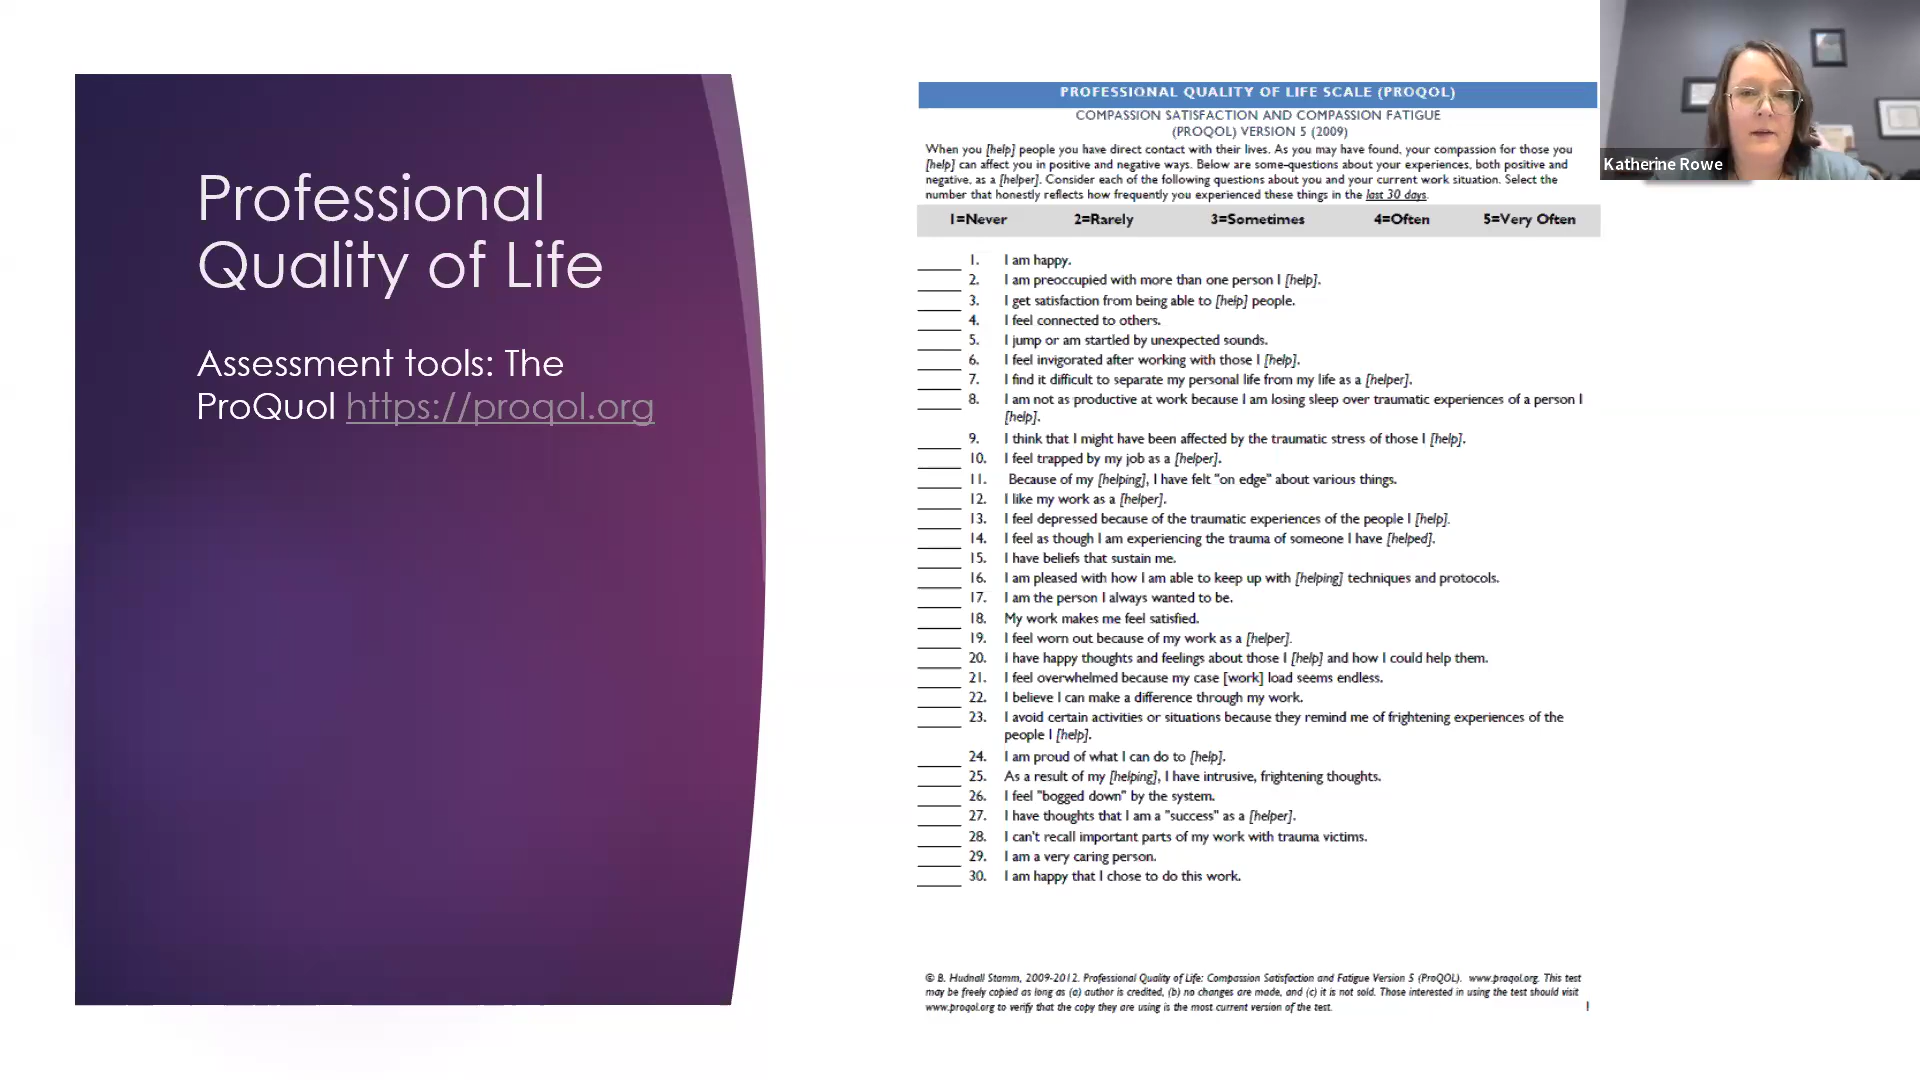 Professional
Quality of Life
Assessment tools: The
ProQuol https://proqol.org
PROFESSIONAL QUALITY OF LIFE SCALE (PROQOL)
COMPASSION SATISFACTION AND COMPASSION FATIGUE
(PROQOL) VERSION 5 (2009)
When you [help] people you have direct contact with their lives. As you may have found, your compassion for those you
[help] can affect you in positive and negative ways. Below are some-questions about your experiences, both positive and
negative, as a [helper]. Consider each of the following questions about you and your current work situation. Select the
number that honestly reflects how frequently you experienced these things in the last 30 days.
1=Never 2=Rarely 3=Sometimes 4=Often 5=Very Often
1. I am happy.
2. I am preoccupied with more than one person I [help].
3. I get satisfaction from being able to [help] people.
4. I feel connected to others.
5. I jump or am startled by unexpected sounds.
6. I feel invigorated after working with those I [help].
7. I find it difficult to separate my personal life from my life as a [helper].
8. I am not as productive at work because I am losing sleep over traumatic experiences of a person I
[help].
9. I think that I might have been affected by the traumatic stress of those I [help].
10. I feel trapped by my job as a [helper].
11. Because of my [helping], I have felt "on edge" about various things.
12. I like my work as a [helper].
13. I feel depressed because of the traumatic experiences of the people I [help].
14. I feel as though I am experiencing the trauma of someone I have [helped].
15. I have beliefs that sustain me.
16. I am pleased with how I am able to keep up with [helping] techniques and protocols.
17. I am the person I always wanted to be.
18. My work makes me feel satisfied.
19. I feel worn out because of my work as a [helper].
20. I have happy thoughts and feelings about those I [help] and how I could help them.
21. I feel overwhelmed because my case [work] load seems endless.
22. I believe I can make a difference through my work.
23. I avoid certain activities or situations because they remind me of frightening experiences of the
people I [help].
24. I am proud of what I can do to [help].
25. As a result of my [helping], I have intrusive, frightening thoughts.
26. I feel "bogged down" by the system.
27. I have thoughts that I am a "success" as a [helper].
28. I can't recall important parts of my work with trauma victims.
29. I am a very caring person.
30. I am happy that I chose to do this work.
© B. Hudnall Stamm, 2009-2012. Professional Quality of Life: Compassion Satisfaction and Fatigue Version 5 (ProQOL). www.proqol.org. This test
may be freely copied as long as (a) author is credited, (b) no changes are made, and (c) it is not sold. Those interested in using the test should visit
www.proqol.org to verify that the copy they are using is the most current version of the test.
1
Katherine Rowe